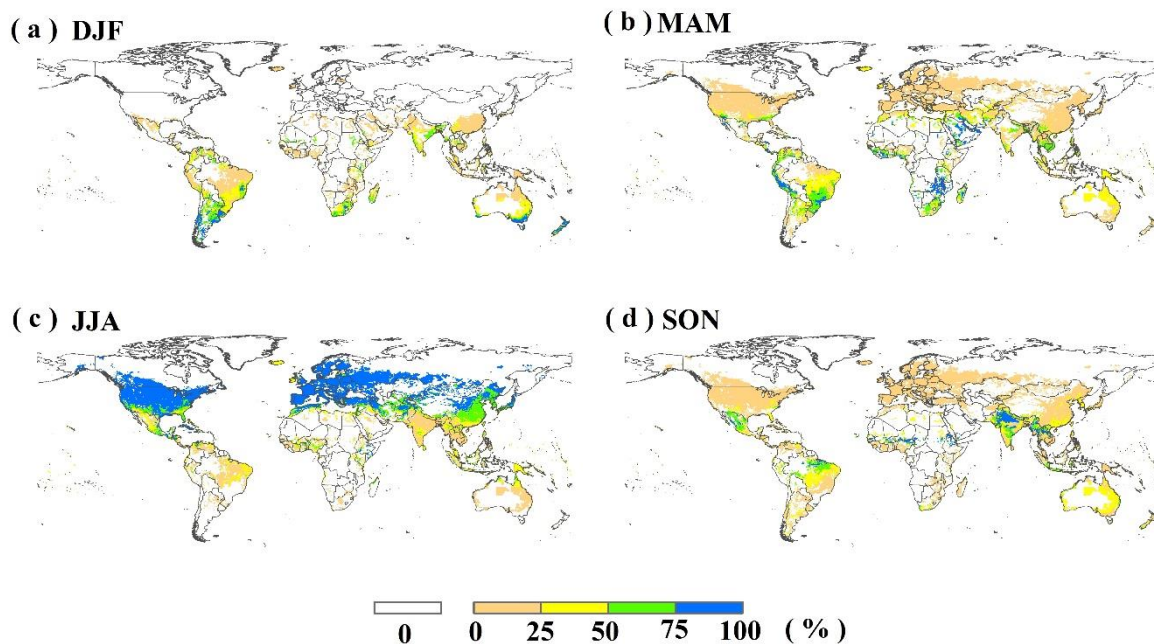 ( a ) DJF
( b ) MAM
( c ) JJA
( d ) SON
0 0 25 50 75 100 ( % )